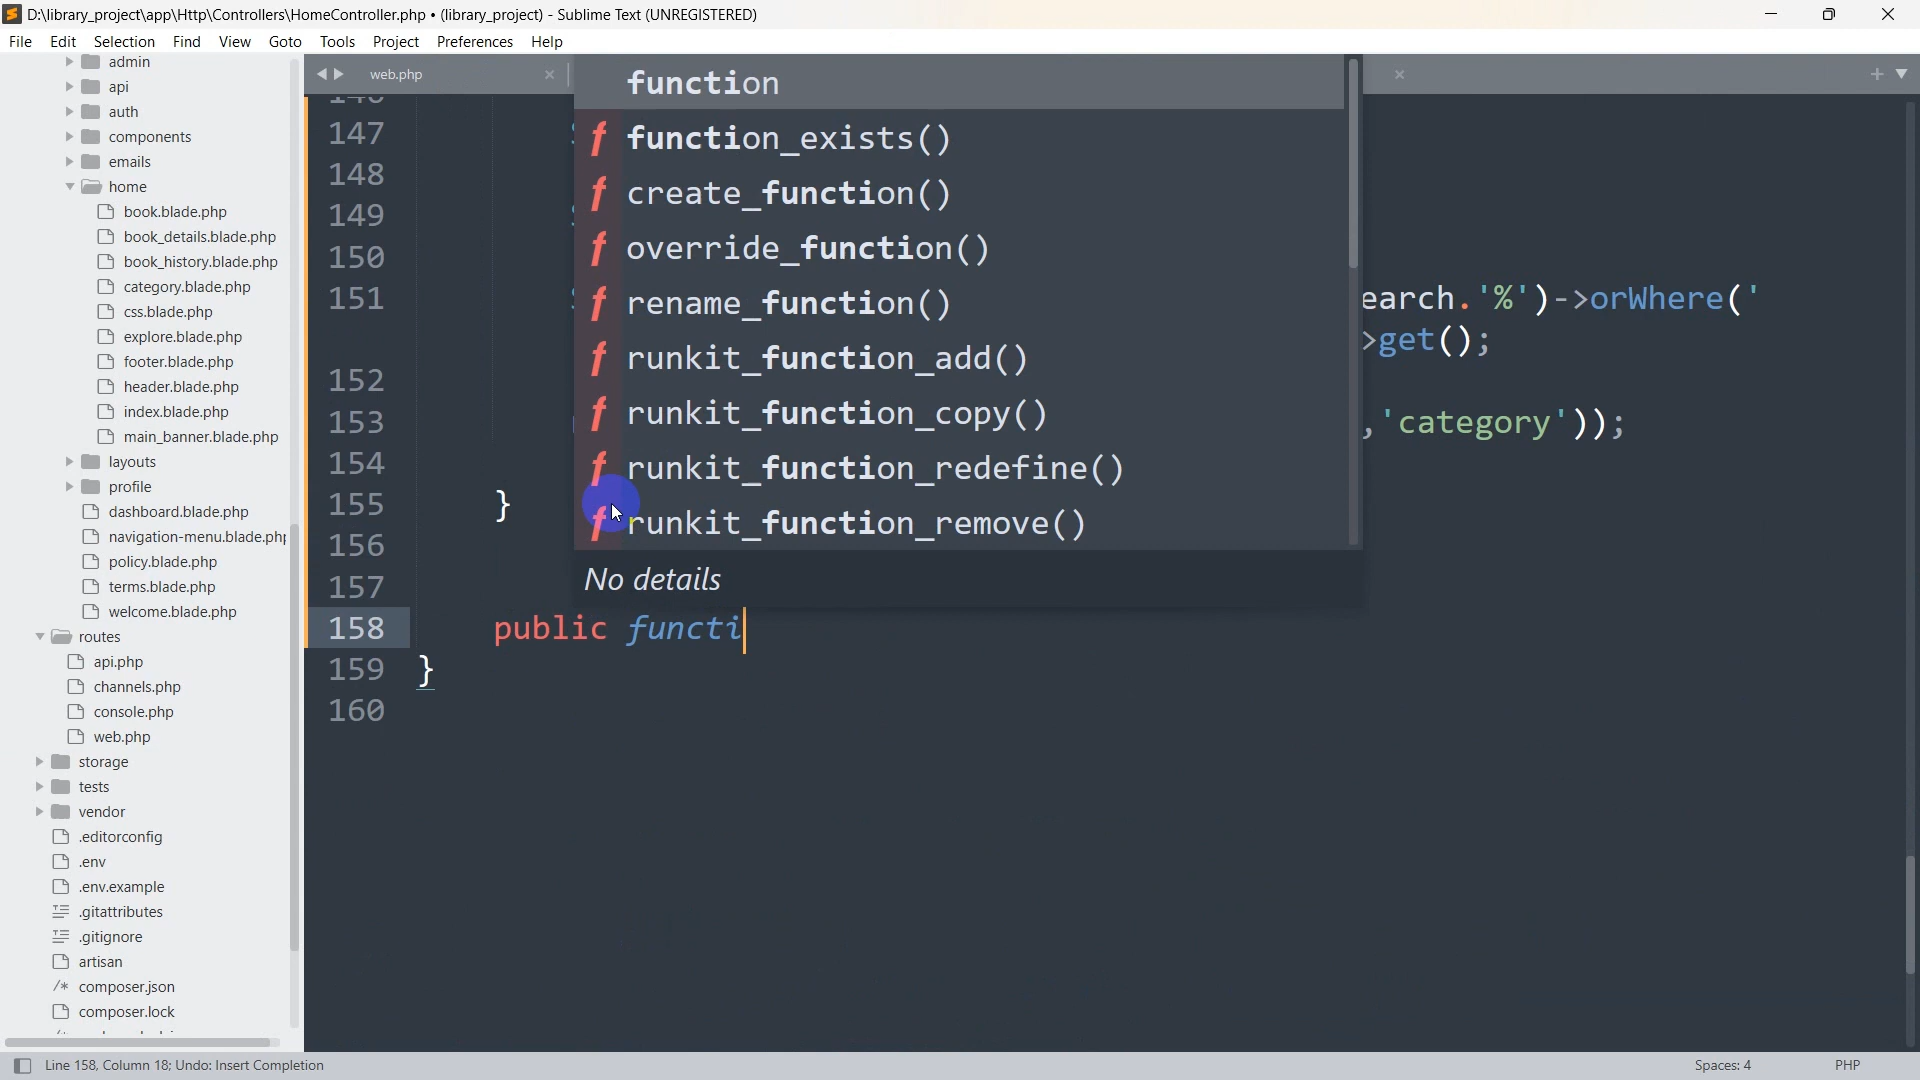 D:\library_project\app\Http\Controllers\HomeController.php • (library_project) - Sublime Text (UNREGISTERED)
File Edit Selection Find View Goto Tools Project Preferences Help
admin
api
auth
components
emails
home
book.blade.php
book_details.blade.php
book_history.blade.php
category.blade.php
css.blade.php
explore.blade.php
footer.blade.php
header.blade.php
index.blade.php
main_banner.blade.php
layouts
profile
dashboard.blade.php
navigation-menu.blade.php
policy.blade.php
terms.blade.php
welcome.blade.php
routes
api.php
channels.php
console.php
web.php
storage
tests
vendor
.editorconfig
.env
.env.example
.gitattributes
.gitignore
artisan
composer.json
composer.lock
web.php
function
function_exists()
create_function()
override_function()
rename_function()
runkit_function_add()
runkit_function_copy()
runkit_function_redefine()
runkit_function_remove()
No details
147
148
149
150
151 earch.'%')->orWhere('
>get();
152
153 ,'category'));
154
155 }
156
157
158 public functi
159 }
160
Line 158, Column 18; Undo: Insert Completion Spaces: 4 PHP